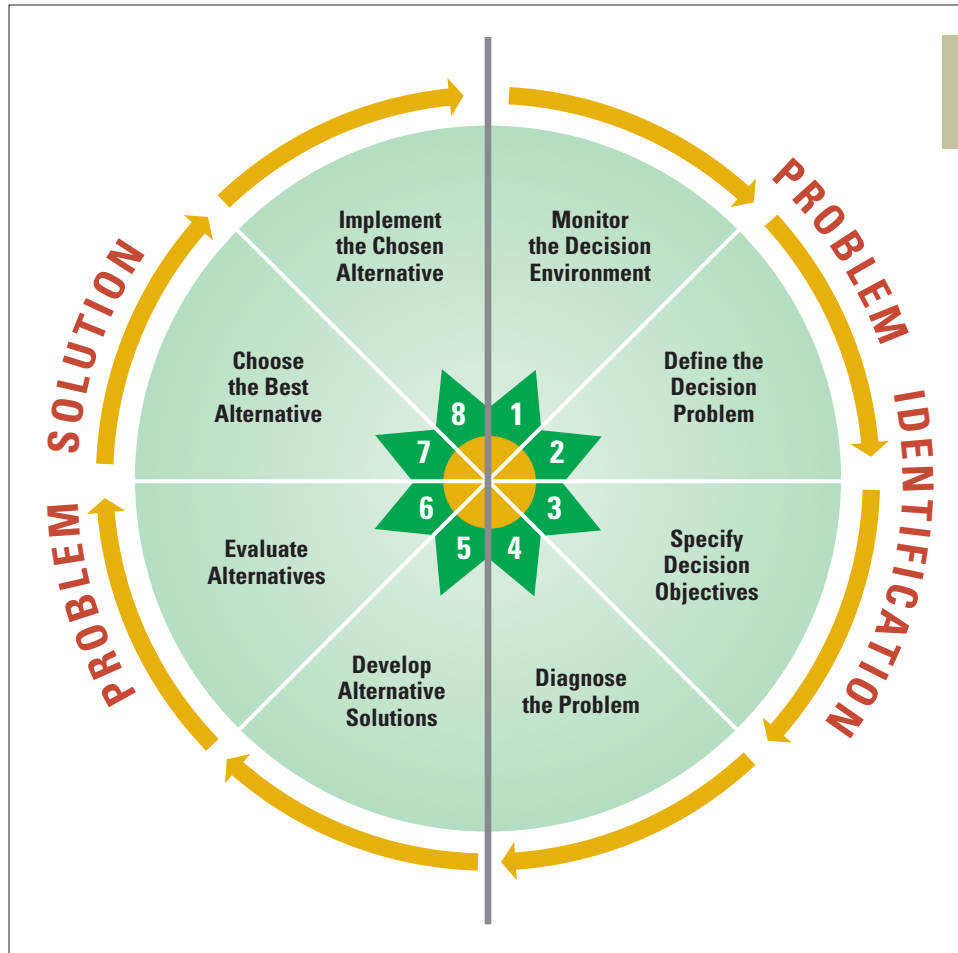 PROBLEM IDENTIFICATION
PROBLEM SOLUTION
1
Monitor
the Decision
Environment
2
Define the
Decision
Problem
3
Specify
Decision
Objectives
4
Diagnose
the Problem
5
Develop
Alternative
Solutions
6
Evaluate
Alternatives
7
Choose
the Best
Alternative
8
Implement
the Chosen
Alternative